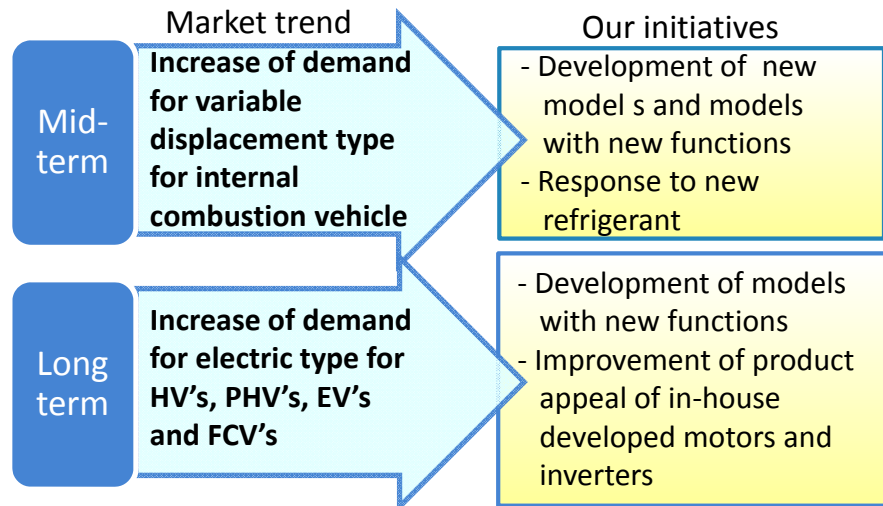 Market trend
Our initiatives
Mid-
term
Increase of demand
for variable
displacement type
for internal
combustion vehicle
- Development of  new
model s and models
with new functions
- Response to new
refrigerant
Long
term
Increase of demand
for electric type for
HV's, PHV's, EV's
and FCV's
- Development of models
with new functions
- Improvement of product
appeal of in-house
developed motors and
inverters